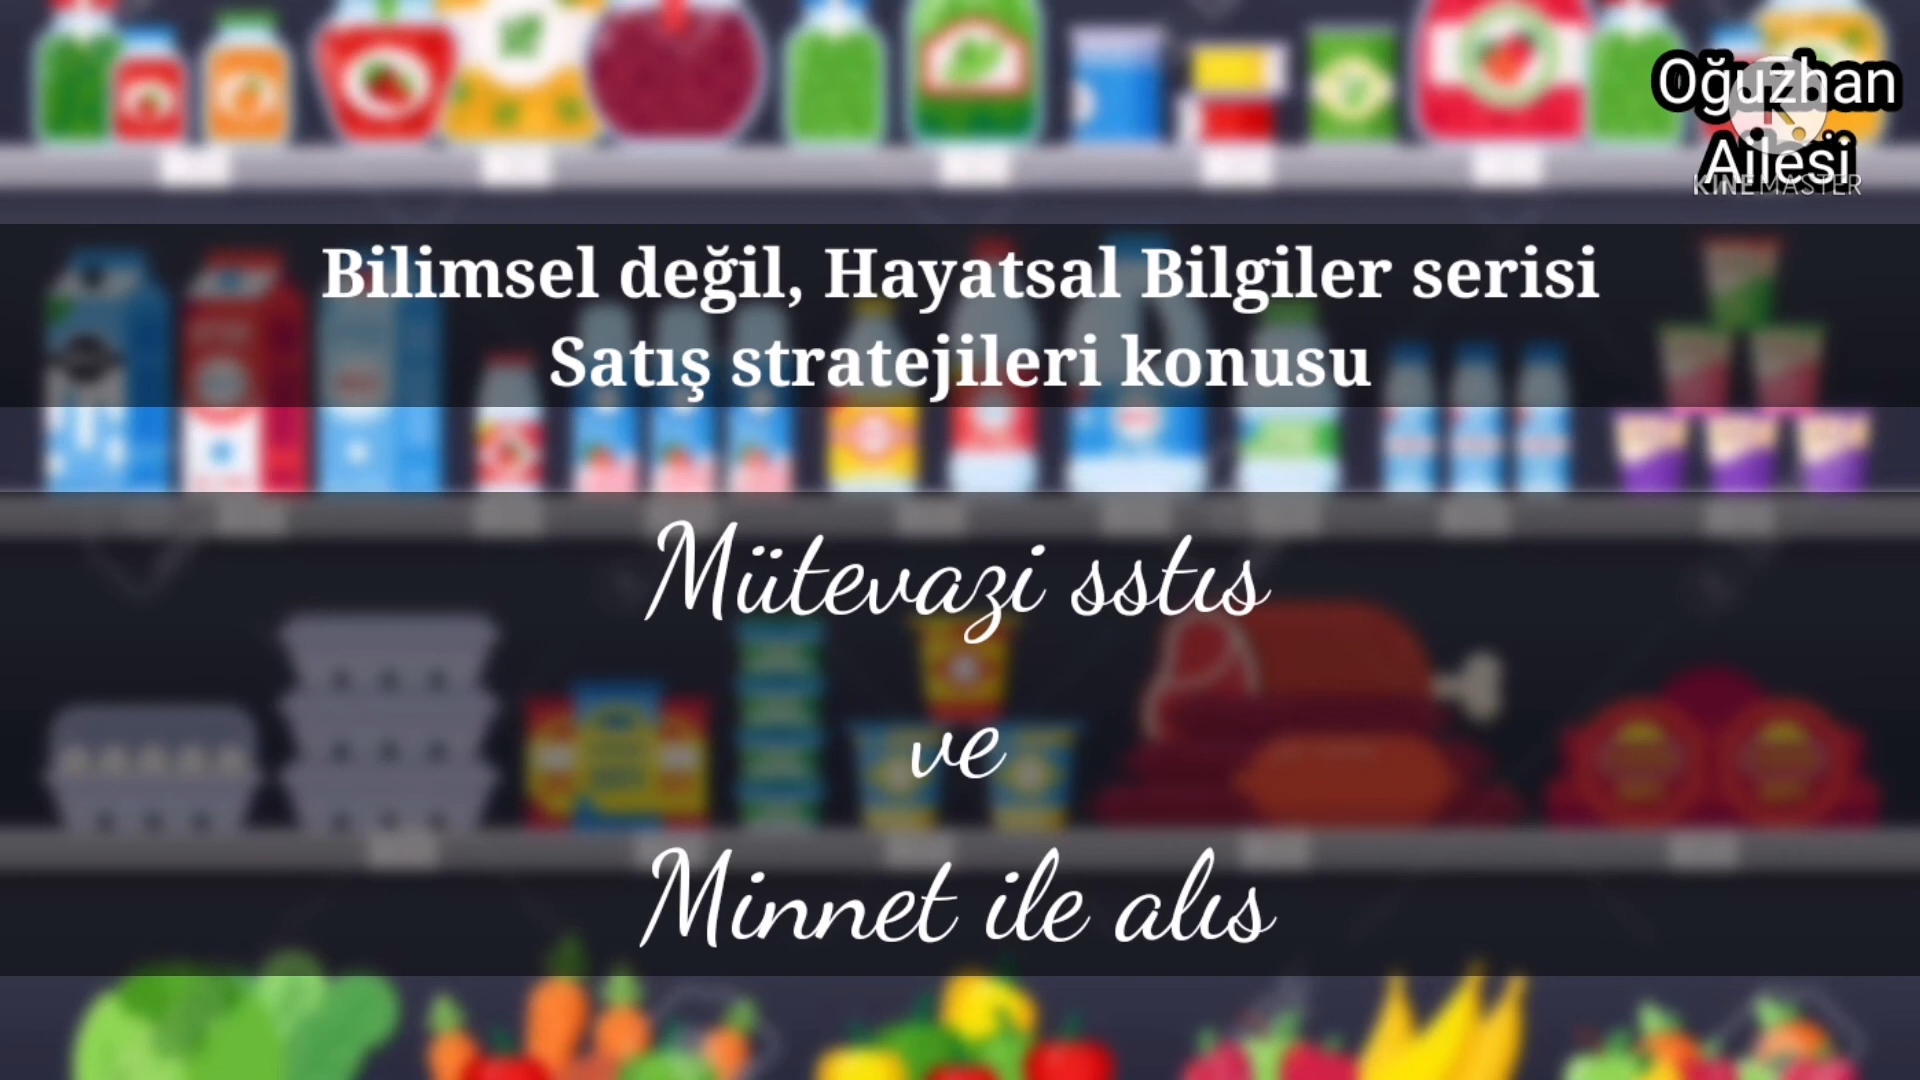 Oğuzhan
Ailesi
KINEMASTER
Bilimsel değil, Hayatsal Bilgiler serisi
Satış stratejileri konusu
Mütevazi sstıs
ve
Minnet ile alıs